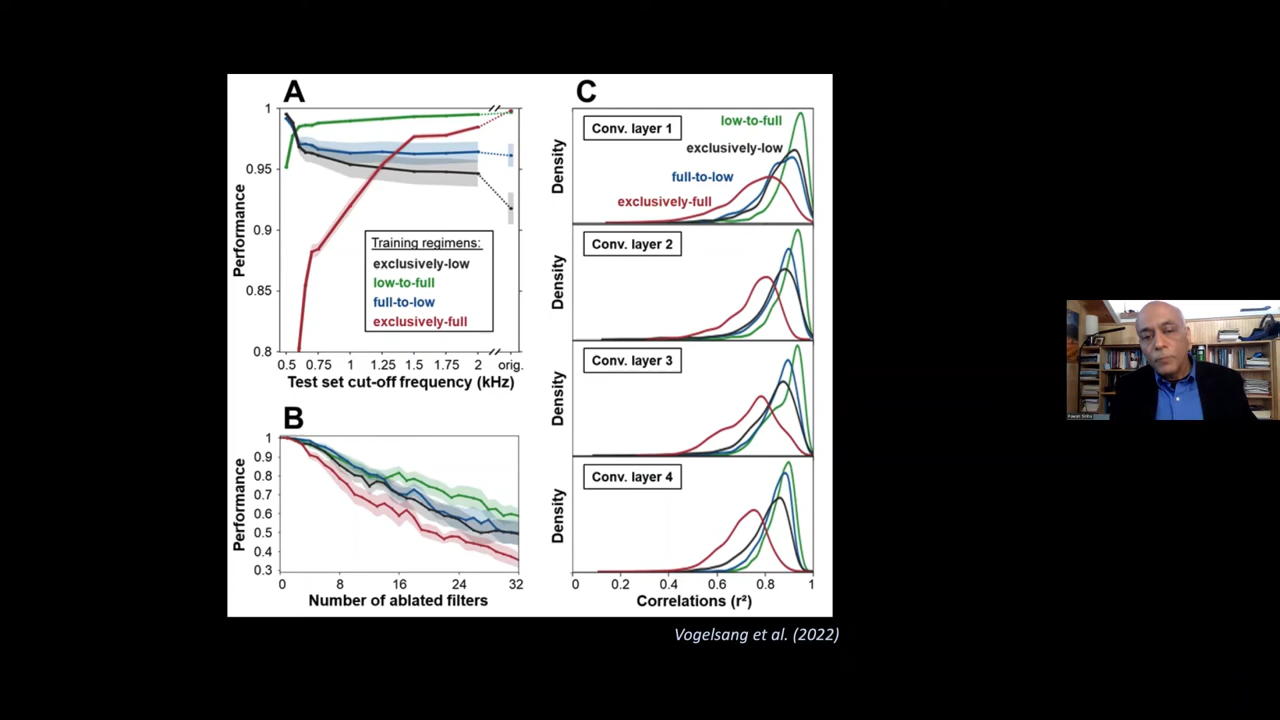 A
Performance
1
0.95
0.9
0.85
0.8
Training regimens:
exclusively-low
low-to-full
full-to-low
exclusively-full
0.5 0.75 1 1.25 1.5 1.75 2 orig.
Test set cut-off frequency (kHz)
B
Performance
1
0.9
0.8
0.7
0.6
0.5
0.4
0.3
0 8 16 24 32
Number of ablated filters
C
Density
Conv. layer 1
low-to-full
exclusively-low
full-to-low
exclusively-full
Density
Conv. layer 2
Density
Conv. layer 3
Density
Conv. layer 4
0 0.2 0.4 0.6 0.8 1
Correlations (r²)
Vogelsang et al. (2022)
Pawan Sinha